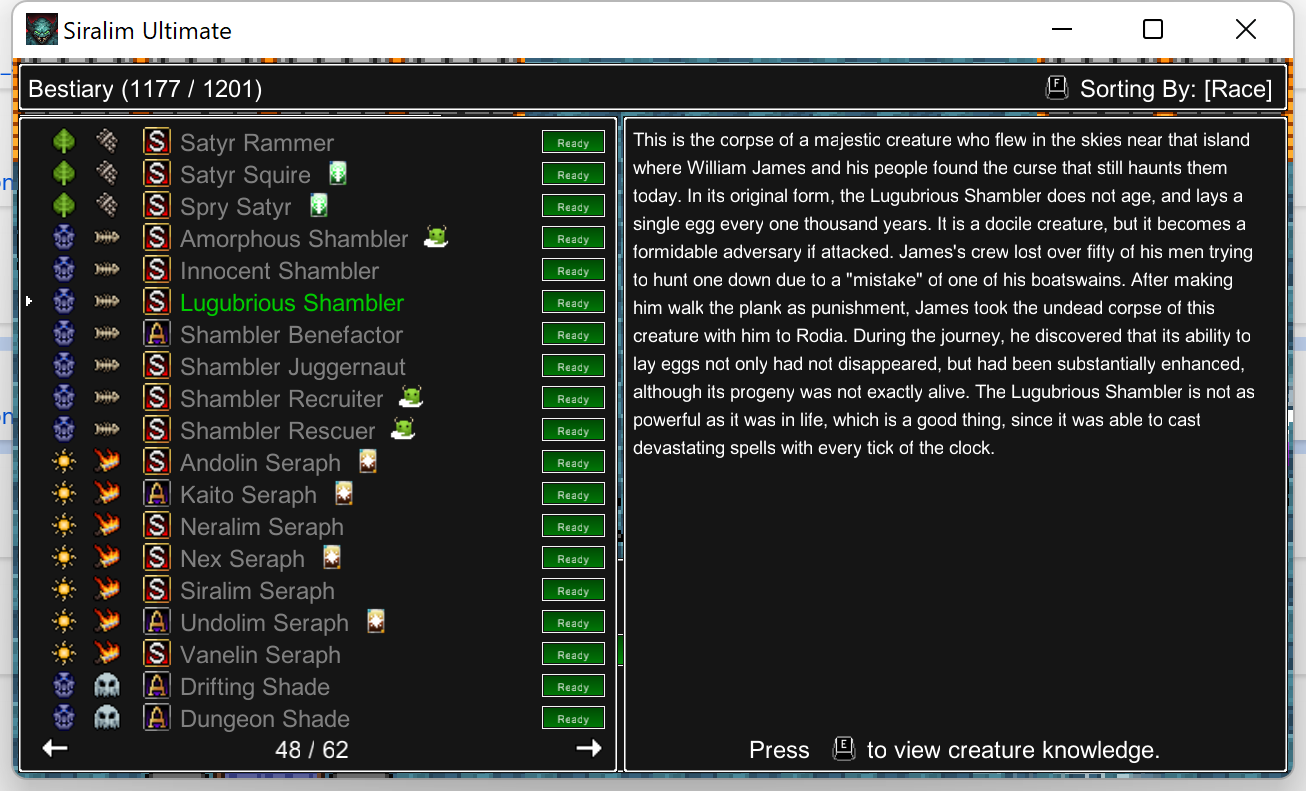 Siralim Ultimate
Bestiary (1177 / 1201)
F Sorting By: [Race]
S Satyr Rammer Ready
S Satyr Squire Ready
S Spry Satyr Ready
S Amorphous Shambler Ready
S Innocent Shambler Ready
S Lugubrious Shambler Ready
A Shambler Benefactor Ready
S Shambler Juggernaut Ready
S Shambler Recruiter Ready
S Shambler Rescuer Ready
S Andolin Seraph Ready
A Kaito Seraph Ready
S Neralim Seraph Ready
S Nex Seraph Ready
S Siralim Seraph Ready
A Undolim Seraph Ready
S Vanelin Seraph Ready
A Drifting Shade Ready
A Dungeon Shade Ready
48 / 62
This is the corpse of a majestic creature who flew in the skies near that island
where William James and his people found the curse that still haunts them
today. In its original form, the Lugubrious Shambler does not age, and lays a
single egg every one thousand years. It is a docile creature, but it becomes a
formidable adversary if attacked. James's crew lost over fifty of his men trying
to hunt one down due to a "mistake" of one of his boatswains. After making
him walk the plank as punishment, James took the undead corpse of this
creature with him to Rodia. During the journey, he discovered that its ability to
lay eggs not only had not disappeared, but had been substantially enhanced,
although its progeny was not exactly alive. The Lugubrious Shambler is not as
powerful as it was in life, which is a good thing, since it was able to cast
devastating spells with every tick of the clock.
Press E to view creature knowledge.